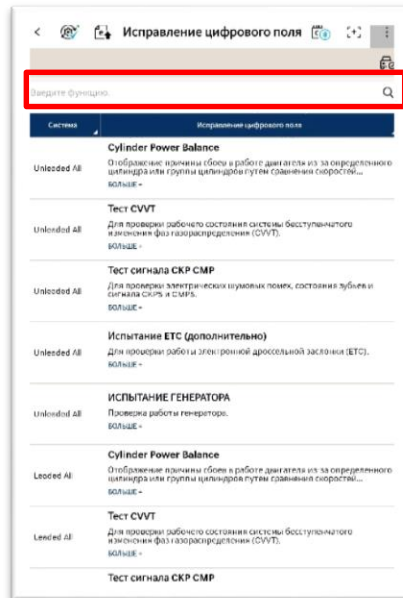 Исправление цифрового поля
Введите функцию.
Система
Исправление цифрового поля
Cylinder Power Balance
Unleaded All
Отображение причины сбоев в работе двигателя из за определенного
цилиндра или группы цилиндров путем сравнения скоростей...
БОЛЬШЕ +
Тест CVVT
Unleaded All
Для проверки рабочего состояния системы бесступенчатого
изменения фаз газораспределения (CVVT).
БОЛЬШЕ +
Тест сигнала CKP CMP
Unleaded All
Для проверки электрических шумовых помех, состояния зубьев и
сигнала CKPS и CMPS.
БОЛЬШЕ +
Испытание ETC (дополнительно)
Unleaded All
Для проверки работы электронной дроссельной заслонки (ETC).
БОЛЬШЕ +
ИСПЫТАНИЕ ГЕНЕРАТОРА
Unleaded All
Проверка работы генератора.
БОЛЬШЕ +
Cylinder Power Balance
Leaded All
Отображение причины сбоев в работе двигателя из за определенного
цилиндра или группы цилиндров путем сравнения скоростей...
БОЛЬШЕ +
Тест CVVT
Leaded All
Для проверки рабочего состояния системы бесступенчатого
изменения фаз газораспределения (CVVT).
БОЛЬШЕ +
Тест сигнала CKP CMP